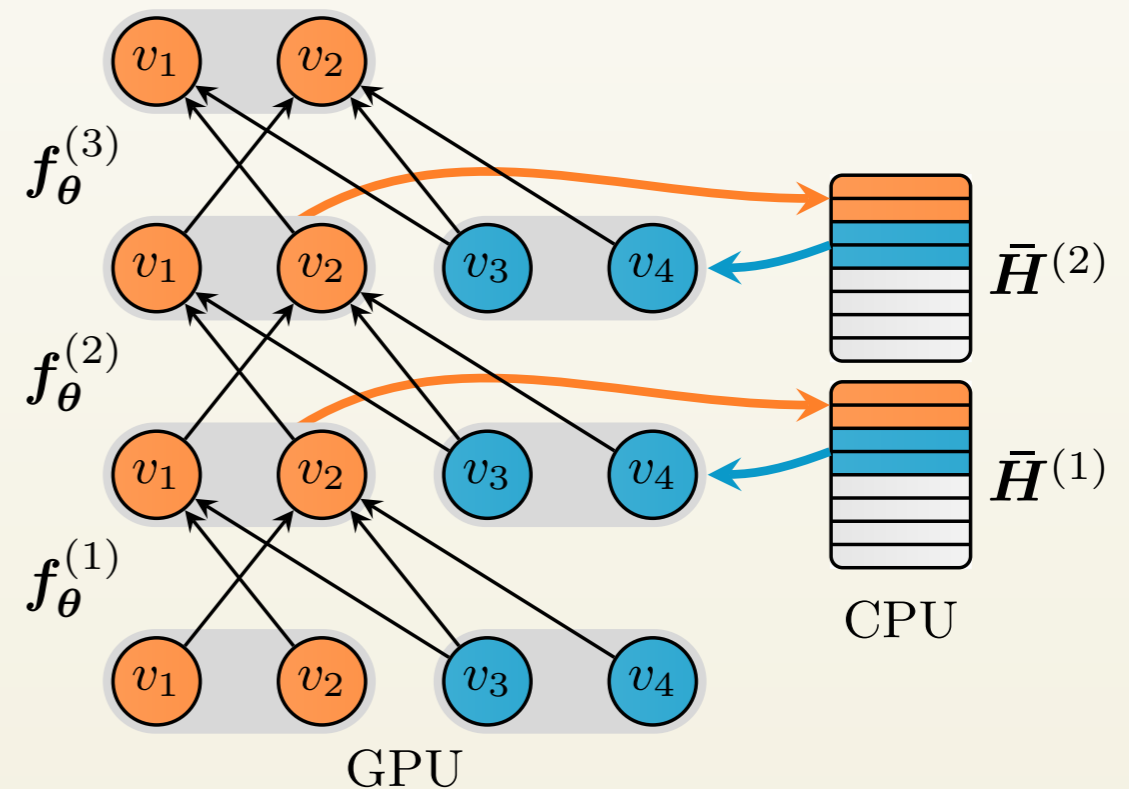 v₁ v₂
f_θ^(3)
v₁ v₂ v₃ v₄
H̄^(2)
f_θ^(2)
v₁ v₂ v₃ v₄
H̄^(1)
f_θ^(1)
CPU
v₁ v₂ v₃ v₄
GPU